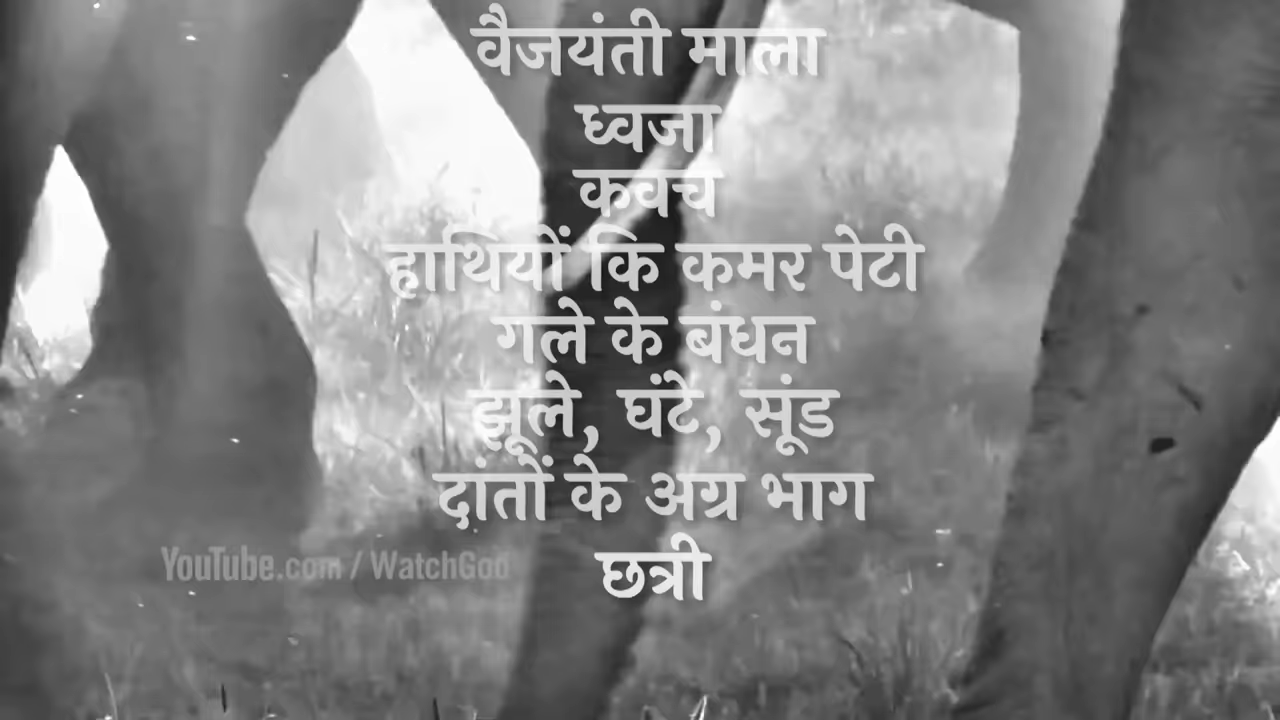 वैजयंती माला
ध्वजा
कवच
हाथियों कि कमर पेटी
गले के बंधन
झूले, घंटे, सूंड
दांतों के अग्र भाग
छत्री
YouTube.com / WatchGod